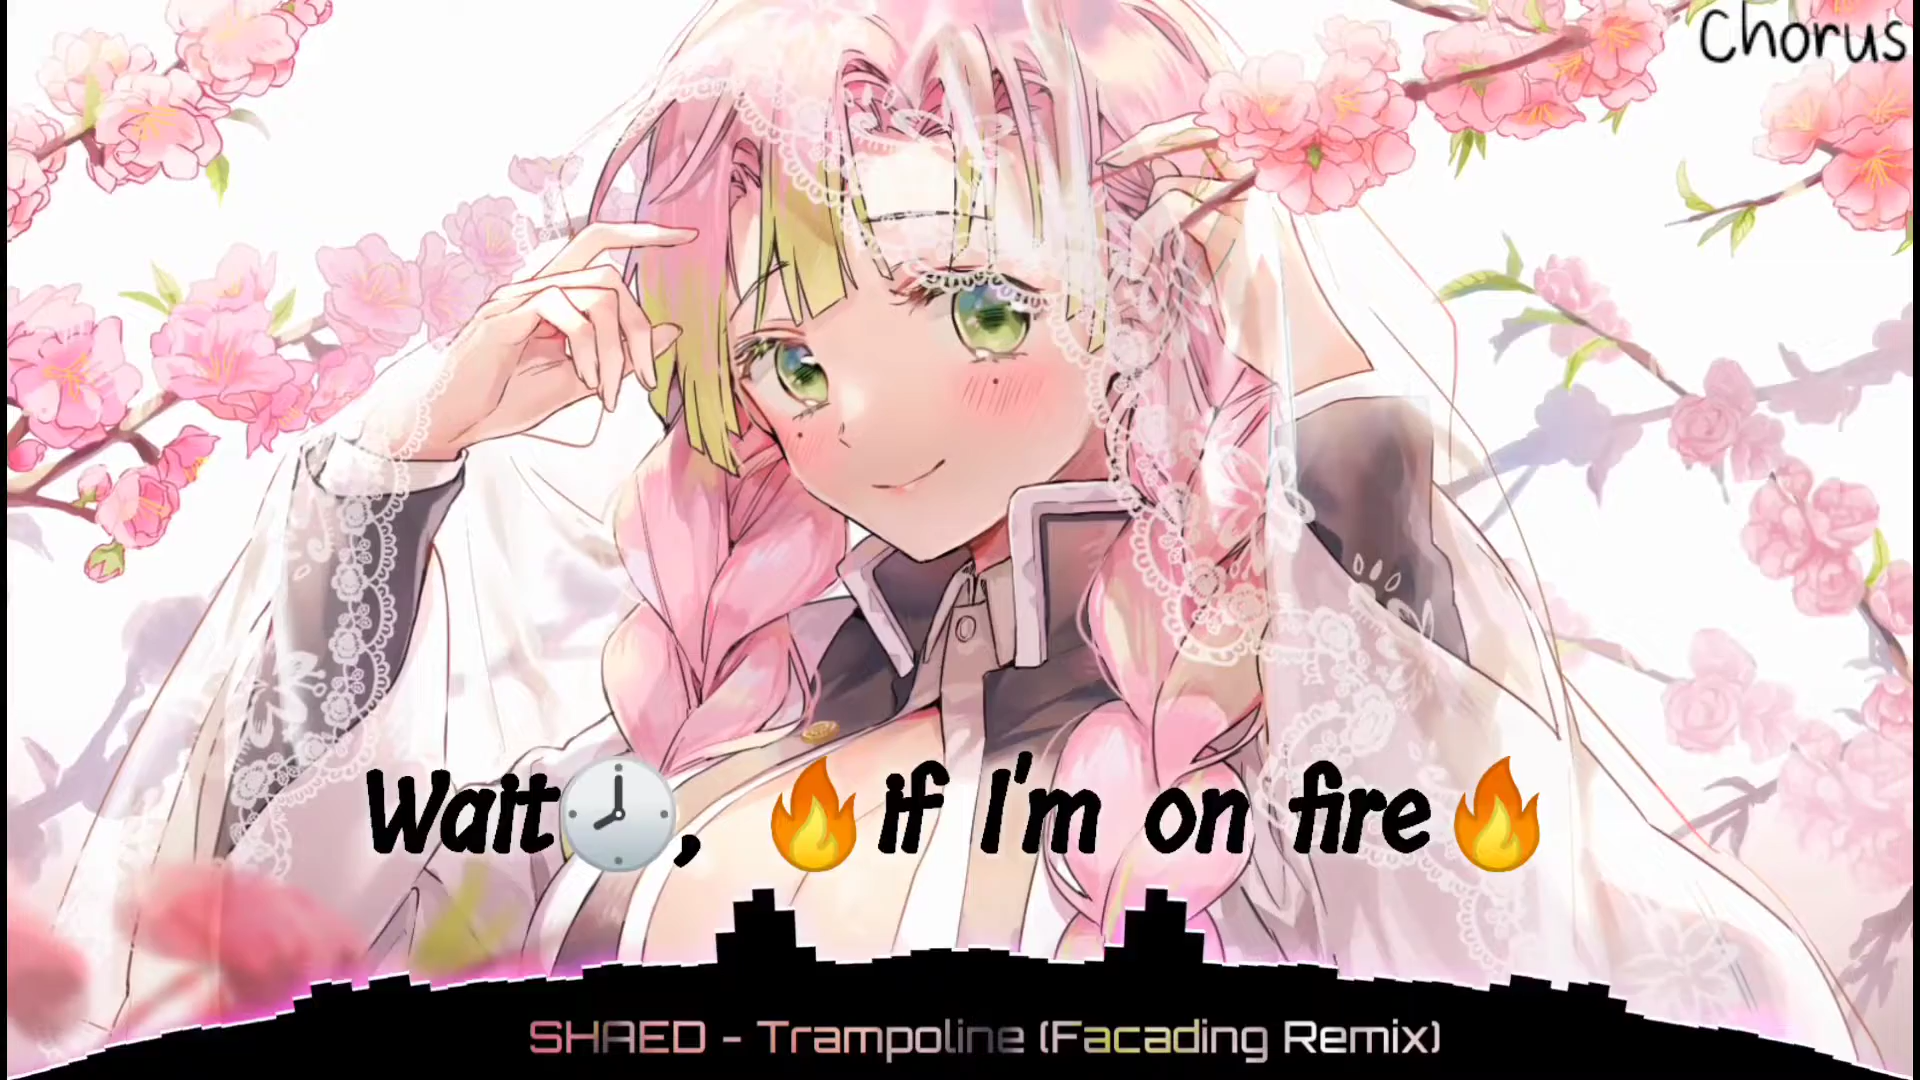 Chorus
Wait🕗, 🔥if I'm on fire🔥
SHAED - Trampoline (Facading Remix)